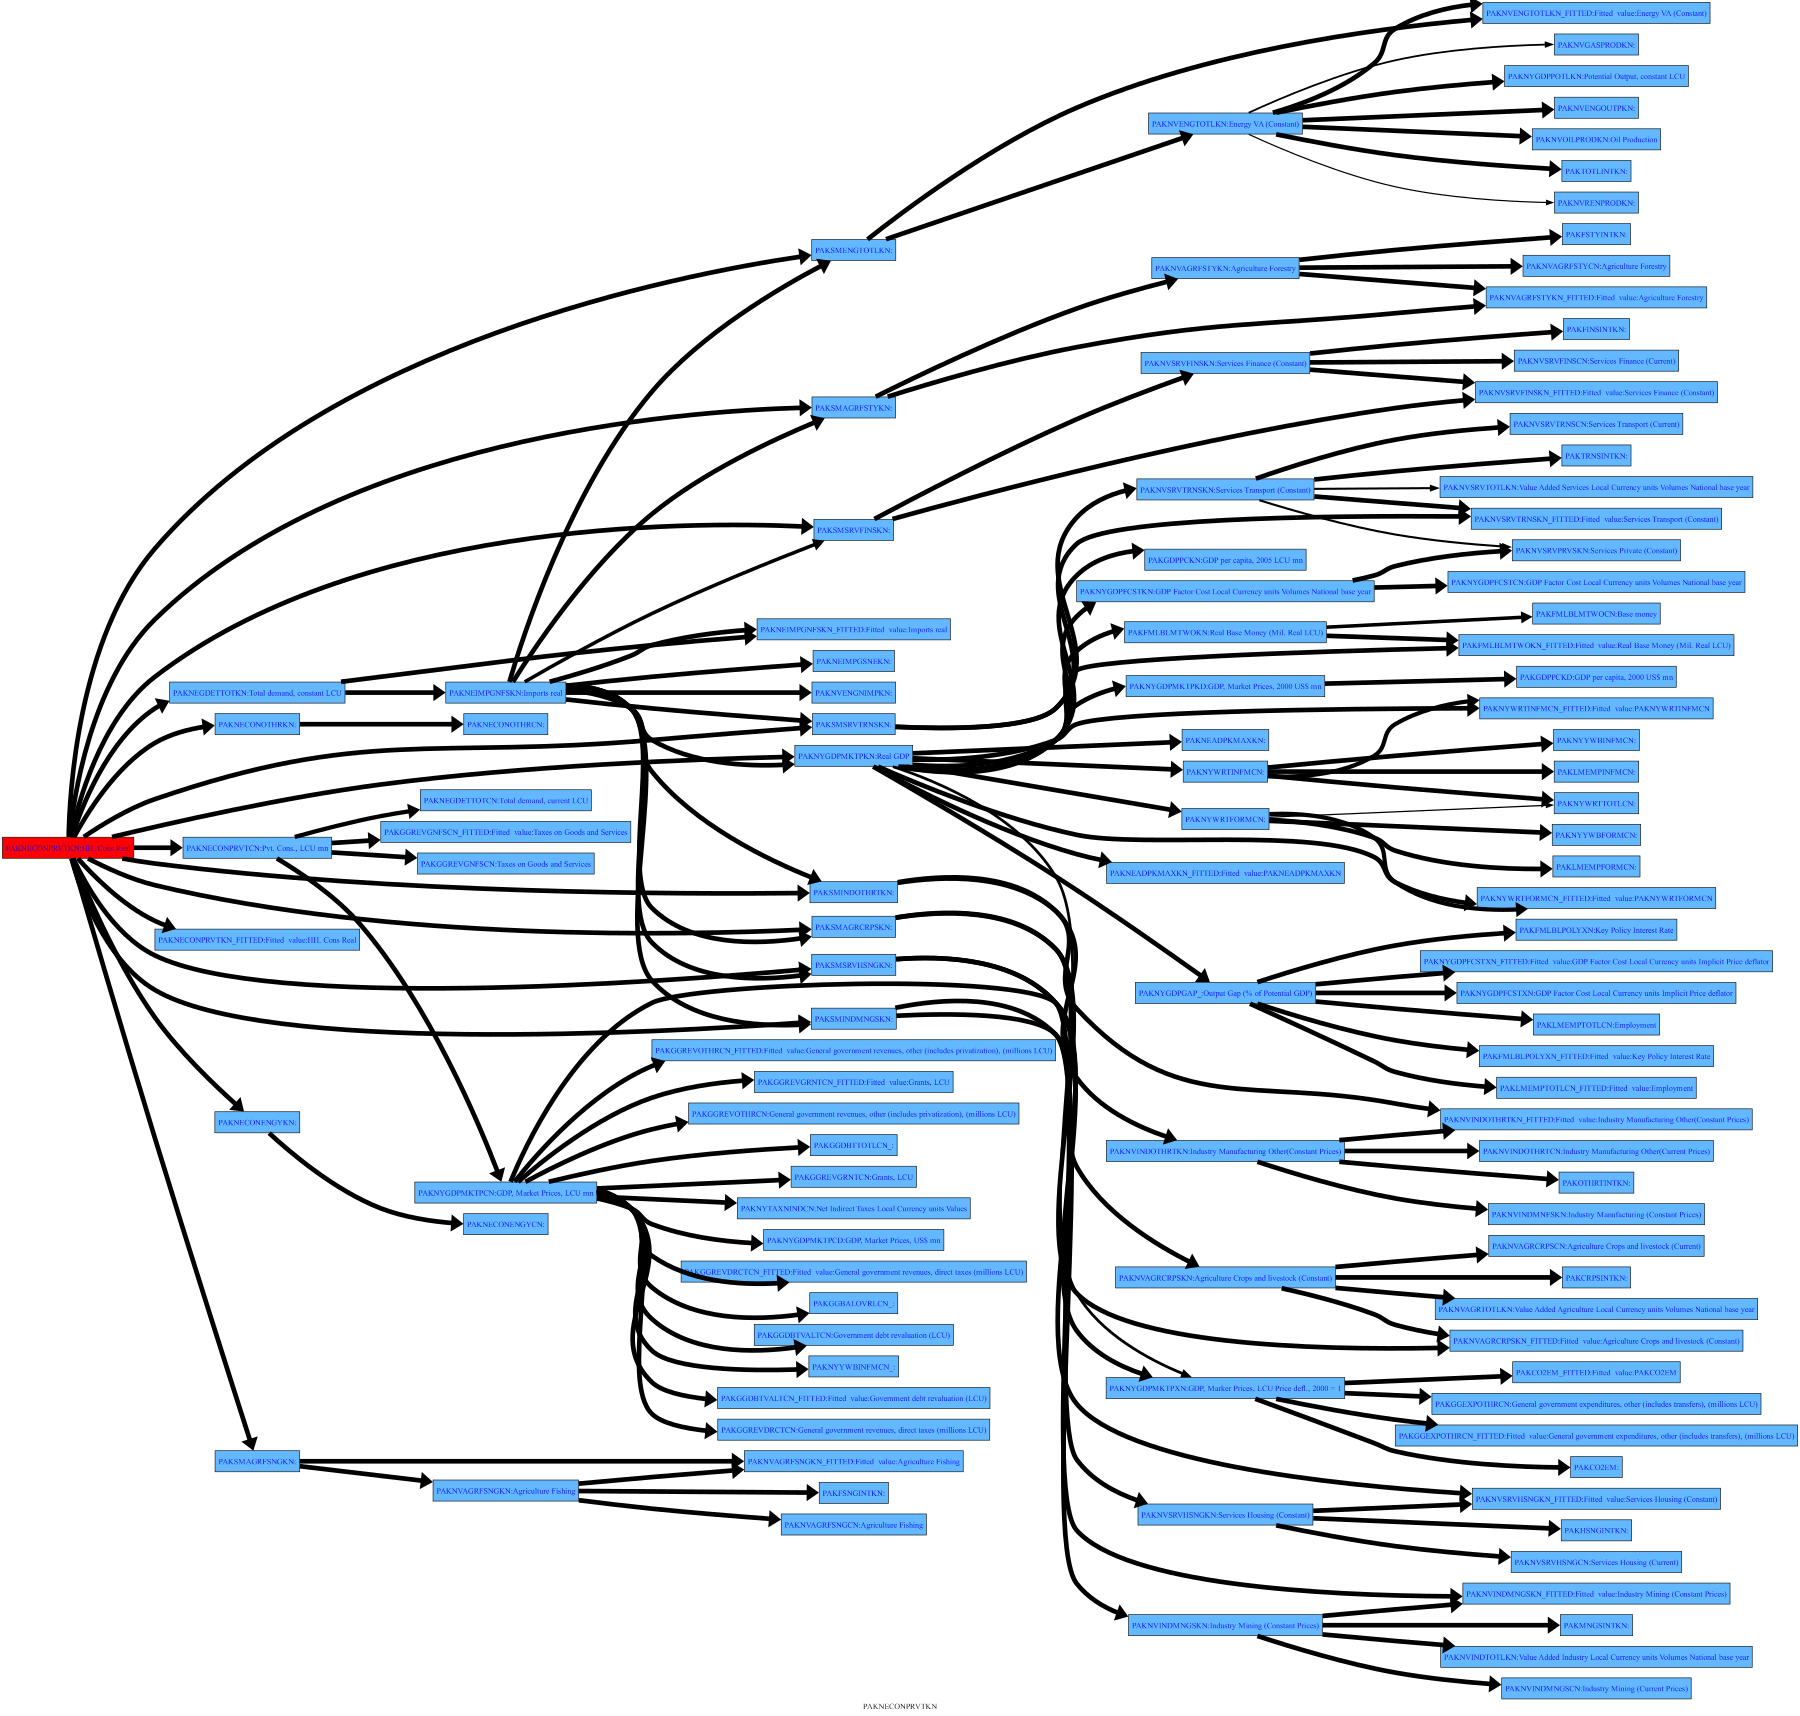 PAKNVENGTOTLKN_FITTED:Fitted value:Energy VA (Constant)
PAKNVGASPRODKN:
PAKNYGDPPOTLKN:Potential Output, constant LCU
PAKNVENGOUTPKN:
PAKNVENGTOTLKN:Energy VA (Constant)
PAKNVOILPRODKN:Oil Production
PAKTOTLINTKN:
PAKNVRENPRODKN:
PAKFSTYINTKN:
PAKSMENGTOTLKN:
PAKNVAGRFSTYKN:Agriculture Forestry
PAKNVAGRFSTYCN:Agriculture Forestry
PAKNVAGRFSTYKN_FITTED:Fitted value:Agriculture Forestry
PAKFINSINTKN:
PAKNVSRVFINSKN:Services Finance (Constant)
PAKNVSRVFINSCN:Services Finance (Current)
PAKNVSRVFINSKN_FITTED:Fitted value:Services Finance (Constant)
PAKSMAGRFSTYKN:
PAKNVSRVTRNSCN:Services Transport (Current)
PAKTRNSINTKN:
PAKNVSRVTRNSKN:Services Transport (Constant)
PAKNVSRVTOTLKN:Value Added Services Local Currency units Volumes National base year
PAKNVSRVTRNSKN_FITTED:Fitted value:Services Transport (Constant)
PAKSMSRVFINSKN:
PAKNVSRVPRVSKN:Services Private (Constant)
PAKGDPPCKN:GDP per capita, 2005 LCU mn
PAKNYGDPFCSTCN:GDP Factor Cost Local Currency units Volumes National base year
PAKNYGDPFCSTKN:GDP Factor Cost Local Currency units Volumes National base year
PAKFMLBLMTWOCN:Base money
PAKNEIMPGNFSKN_FITTED:Fitted value:Imports real
PAKFMLBLMTWOKN:Real Base Money (Mil. Real LCU)
PAKFMLBLMTWOKN_FITTED:Fitted value:Real Base Money (Mil. Real LCU)
PAKNEIMPGSNEKN:
PAKGDPPCKD:GDP per capita, 2000 US$ mn
PAKNYGDPMKTPKD:GDP, Market Prices, 2000 US$ mn
PAKNEGDETTOTKN:Total demand, constant LCU
PAKNEIMPGNFSKN:Imports real
PAKNVENGNIMPKN:
PAKNYWRTINFMCN_FITTED:Fitted value:PAKNYWRTINFMCN
PAKNECONOTHRKN:
PAKNECONOTHRCN:
PAKSMSRVTRNSKN:
PAKNEADPKMAXKN:
PAKNYYWBINFMCN:
PAKNYGDPMKTPKN:Real GDP
PAKNYWRTINFMCN:
PAKLMEMPINFMCN:
PAKNEGDETTOTCN:Total demand, current LCU
PAKNYWRTTOTLCN:
PAKNYWRTFORMCN:
PAKGGREVGNFSCN_FITTED:Fitted value:Taxes on Goods and Services
PAKNYYWBFORMCN:
PAKNECONPRVTKN:HH. Cons Real
PAKNECONPRVTCN:Pvt. Cons., LCU mn
PAKGGREVGNFSCN:Taxes on Goods and Services
PAKLMEMPFORMCN:
PAKNEADPKMAXKN_FITTED:Fitted value:PAKNEADPKMAXKN
PAKSMINDOTHRTKN:
PAKNYWRTFORMCN_FITTED:Fitted value:PAKNYWRTFORMCN
PAKSMAGRCRPSKN:
PAKFMLBLPOLYXN:Key Policy Interest Rate
PAKNECONPRVTKN_FITTED:Fitted value:HH. Cons Real
PAKSMSRVHSNGKN:
PAKNYGDPFCSTXN_FITTED:Fitted value:GDP Factor Cost Local Currency units Implicit Price deflator
PAKNYGDPGAP_:Output Gap (% of Potential GDP)
PAKNYGDPFCSTXN:GDP Factor Cost Local Currency units Implicit Price deflator
PAKSMINDMNGSKN:
PAKLMEMPTOTLCN:Employment
PAKGGREVOTHRCN_FITTED:Fitted value:General government revenues, other (includes privatization), (millions LCU)
PAKFMLBLPOLYXN_FITTED:Fitted value:Key Policy Interest Rate
PAKGGREVGRNTCN_FITTED:Fitted value:Grants, LCU
PAKLMEMPTOTLCN_FITTED:Fitted value:Employment
PAKGGREVOTHRCN:General government revenues, other (includes privatization), (millions LCU)
PAKNECONENGYKN:
PAKNVINDOTHRTKN_FITTED:Fitted value:Industry Manufacturing Other(Constant Prices)
PAKGGDBTTOTLCN_:
PAKNVINDOTHRTKN:Industry Manufacturing Other(Constant Prices)
PAKNVINDOTHRTCN:Industry Manufacturing Other(Current Prices)
PAKGGREVGRNTCN:Grants, LCU
PAKOTHRTINTKN:
PAKNYGDPMKTPCN:GDP, Market Prices, LCU mn
PAKNYTAXNINDCN:Net Indirect Taxes Local Currency units Values
PAKNVINDMNFSKN:Industry Manufacturing (Constant Prices)
PAKNECONENGYCN:
PAKNYGDPMKTPCD:GDP, Market Prices, US$ mn
PAKNVAGRCRPSCN:Agriculture Crops and livestock (Current)
PAKGGREVDRCTCN_FITTED:Fitted value:General government revenues, direct taxes (millions LCU)
PAKNVAGRCRPSKN:Agriculture Crops and livestock (Constant)
PAKCRPSINTKN:
PAKGGBALOVRLCN_:
PAKNVAGRTOTLKN:Value Added Agriculture Local Currency units Volumes National base year
PAKGGDBTVALTCN:Government debt revaluation (LCU)
PAKNVAGRCRPSKN_FITTED:Fitted value:Agriculture Crops and livestock (Constant)
PAKNYYWBINFMCN_:
PAKCO2EM_FITTED:Fitted value:PAKCO2EM
PAKNYGDPMKTPXN:GDP, Marker Prices, LCU Price defl., 2000 = 1
PAKGGDBTVALTCN_FITTED:Fitted value:Government debt revaluation (LCU)
PAKGGEXPOTHRCN:General government expenditures, other (includes transfers), (millions LCU)
PAKGGREVDRCTCN:General government revenues, direct taxes (millions LCU)
PAKGGEXPOTHRCN_FITTED:Fitted value:General government expenditures, other (includes transfers), (millions LCU)
PAKSMAGRFSNGKN:
PAKNVAGRFSNGKN_FITTED:Fitted value:Agriculture Fishing
PAKCO2EM:
PAKNVAGRFSNGKN:Agriculture Fishing
PAKFSNGINTKN:
PAKNVSRVHSNGKN_FITTED:Fitted value:Services Housing (Constant)
PAKNVSRVHSNGKN:Services Housing (Constant)
PAKNVAGRFSNGCN:Agriculture Fishing
PAKHSNGINTKN:
PAKNVSRVHSNGCN:Services Housing (Current)
PAKNVINDMNGSKN_FITTED:Fitted value:Industry Mining (Constant Prices)
PAKNVINDMNGSKN:Industry Mining (Constant Prices)
PAKMNGSINTKN:
PAKNVINDTOTLKN:Value Added Industry Local Currency units Volumes National base year
PAKNVINDMNGSCN:Industry Mining (Current Prices)
PAKNECONPRVTKN